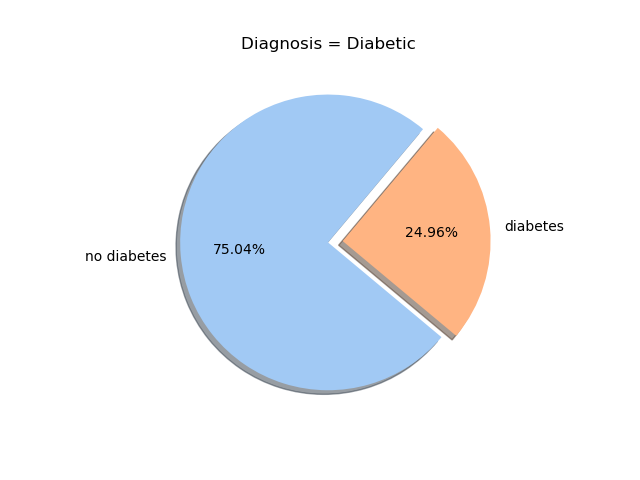 Diagnosis = Diabetic
diabetes
24.96%
75.04%
no diabetes